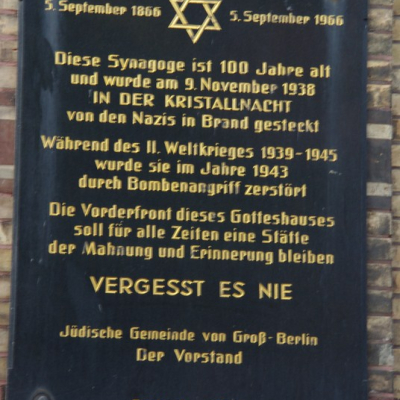 5. September 1866 5. September 1966
Diese Synagoge ist 100 Jahre alt
und wurde am 9. November 1938
IN DER KRISTALLNACHT
von den Nazis in Brand gesteckt
Während des II. Weltkrieges 1939-1945
wurde sie im Jahre 1943
durch Bombenangriff zerstört
Die Vorderfront dieses Gotteshauses
soll für alle Zeiten eine Stätte
der Mahnung und Erinnerung bleiben
VERGESST ES NIE
Jüdische Gemeinde von Groß-Berlin
Der Vorstand